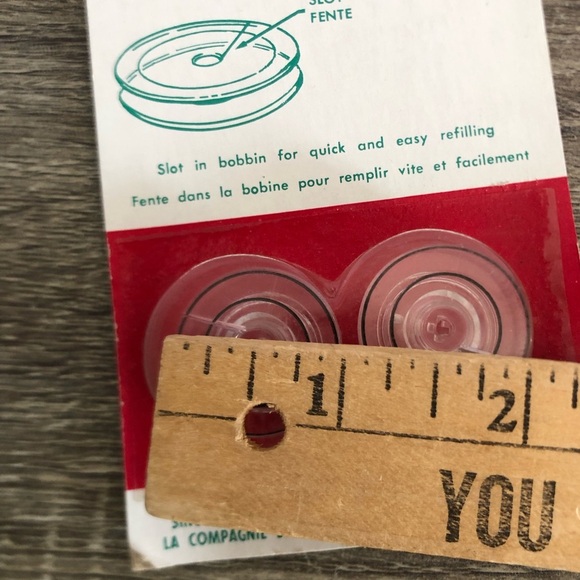 SLOT
FENTE
Slot in bobbin for quick and easy refilling
Fente dans la bobine pour remplir vite et facilement
1 2
YOU
LA COMPAGNIE